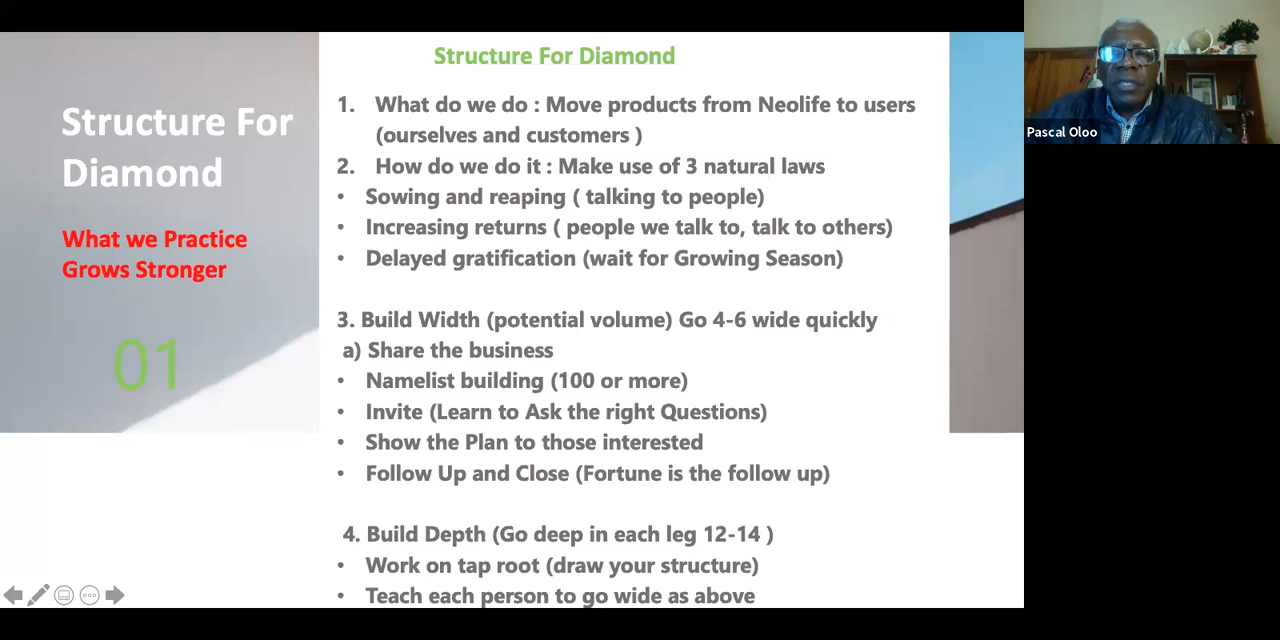 Structure For
Diamond
What we Practice
Grows Stronger
01
Structure For Diamond
1. What do we do : Move products from Neolife to users
(ourselves and customers )
2. How do we do it : Make use of 3 natural laws
• Sowing and reaping ( talking to people)
• Increasing returns ( people we talk to, talk to others)
• Delayed gratification (wait for Growing Season)
3. Build Width (potential volume) Go 4-6 wide quickly
a) Share the business
• Namelist building (100 or more)
• Invite (Learn to Ask the right Questions)
• Show the Plan to those interested
• Follow Up and Close (Fortune is the follow up)
4. Build Depth (Go deep in each leg 12-14 )
• Work on tap root (draw your structure)
• Teach each person to go wide as above
Pascal Oloo